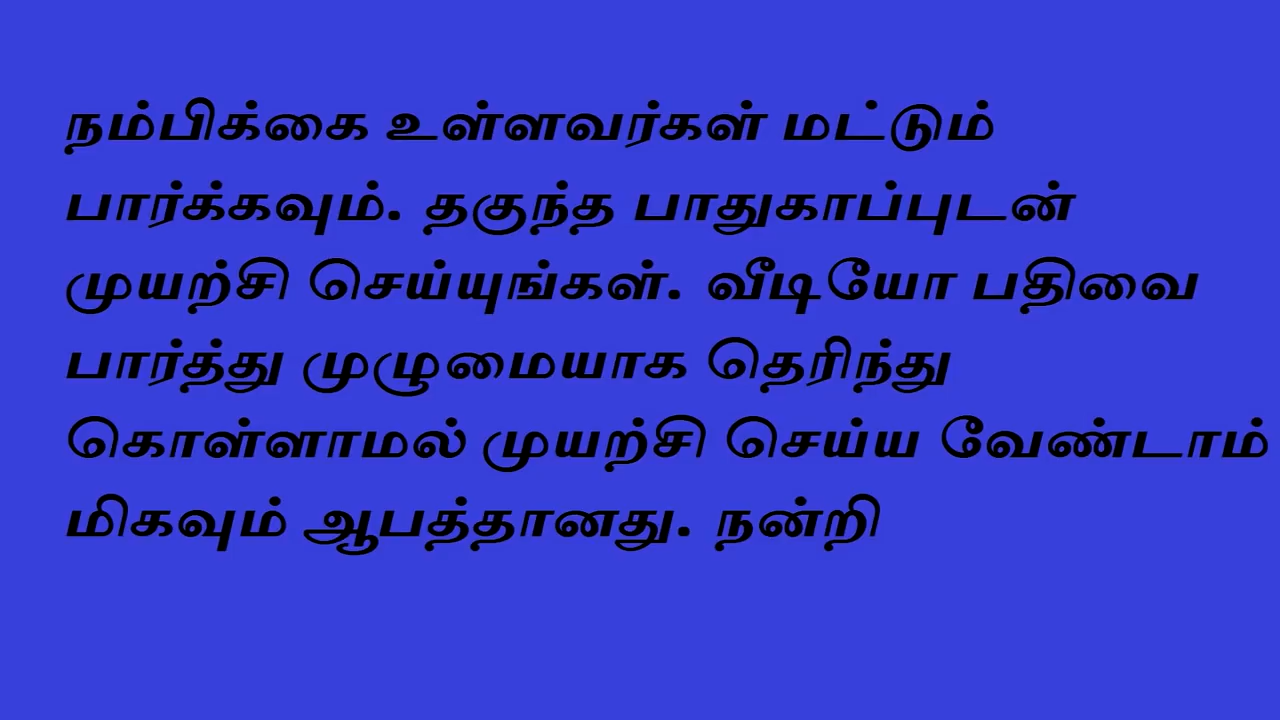 நம்பிக்கை உள்ளவர்கள் மட்டும்
பார்க்கவும். தகுந்த பாதுகாப்புடன்
முயற்சி செய்யுங்கள். வீடியோ பதிவை
பார்த்து முழுமையாக தெரிந்து
கொள்ளாமல் முயற்சி செய்ய வேண்டாம்
மிகவும் ஆபத்தானது. நன்றி